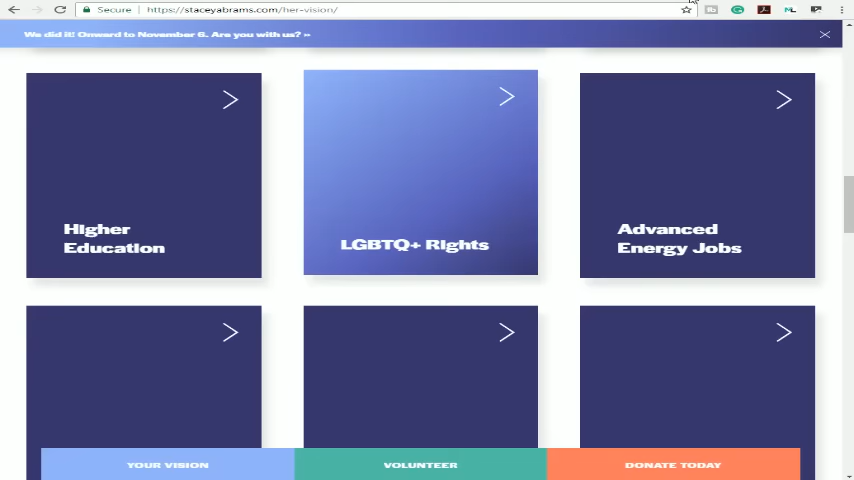 Secure | https://staceyabrams.com/her-vision/
We did it! Onward to November 6. Are you with us? »
Higher
Education
LGBTQ+ Rights
Advanced
Energy Jobs
YOUR VISION
VOLUNTEER
DONATE TODAY